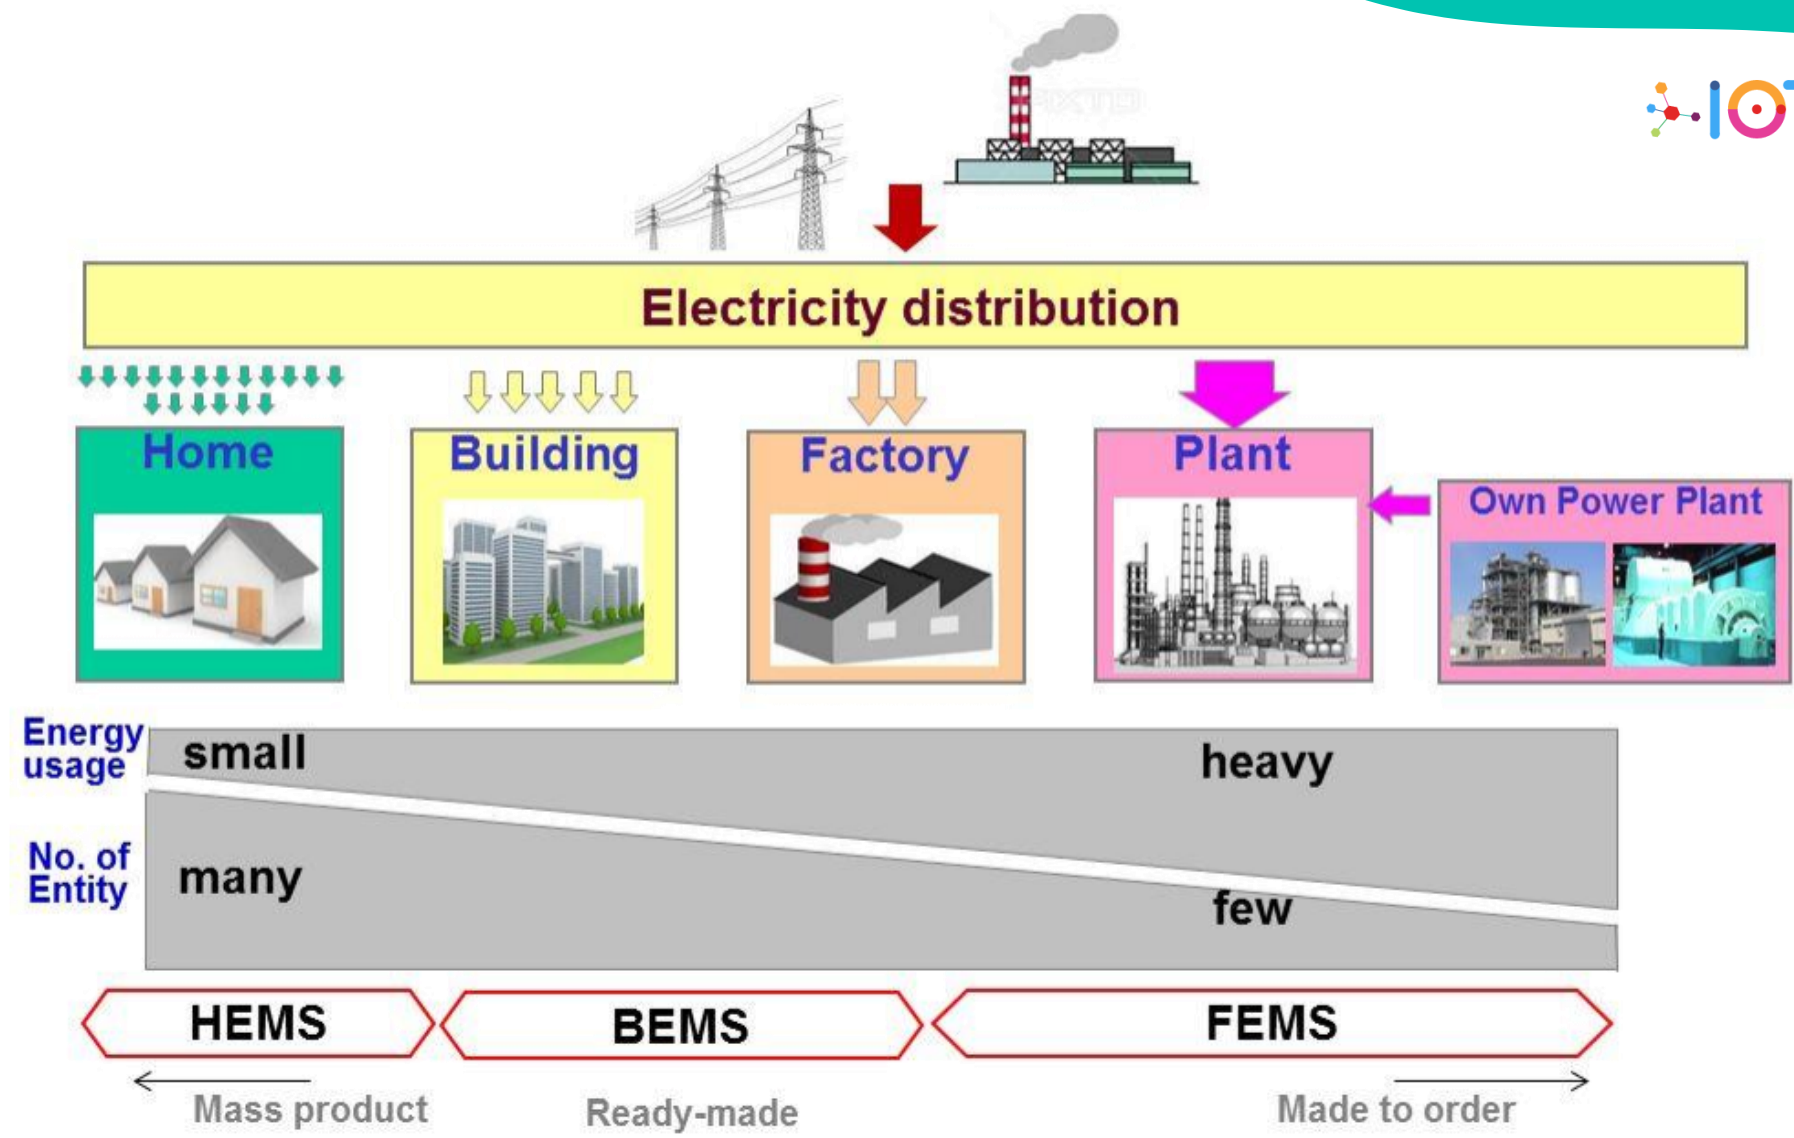 IOT
Electricity distribution
Home
Building
Factory
Plant
Own Power Plant
Energy
usage
small
heavy
No. of
Entity
many
few
HEMS
BEMS
FEMS
Mass product
Ready-made
Made to order